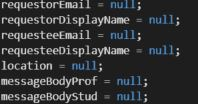 requestorEmail = null;
requestorDisplayName = null;
requesteeEmail = null;
requesteeDisplayName = null;
location = null;
messageBodyProf = null;
messageBodyStud = null;